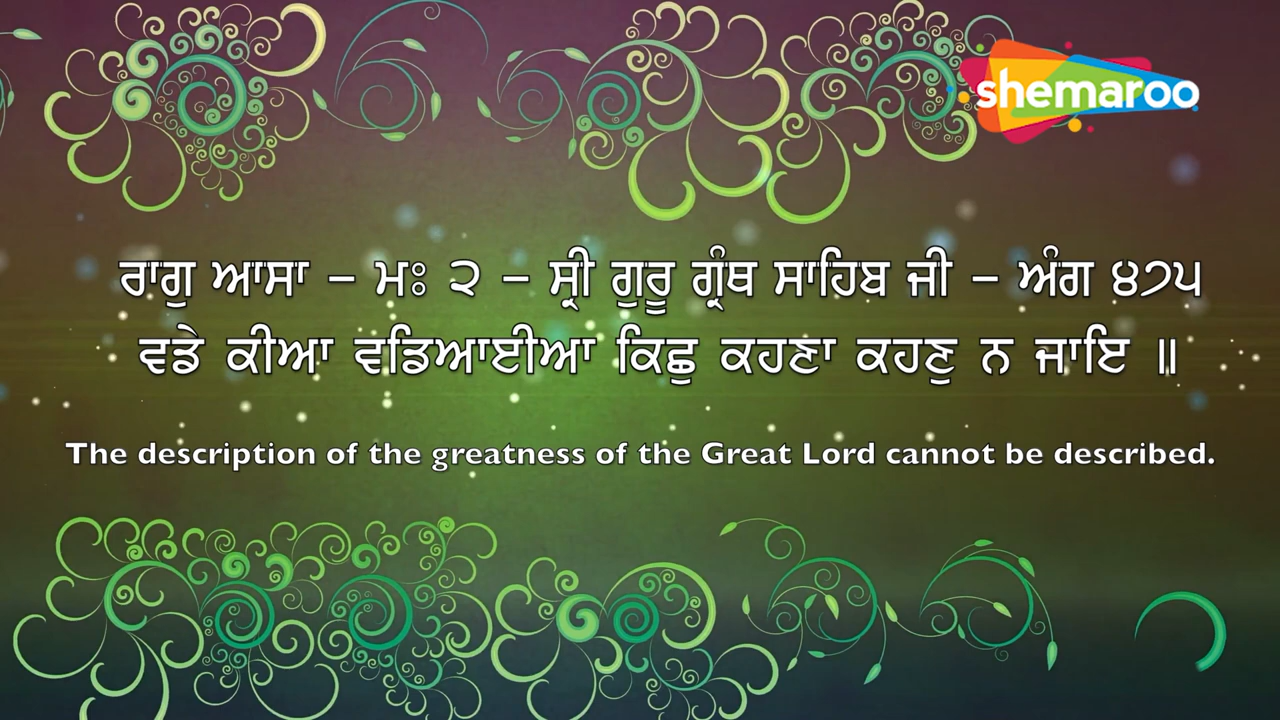 shemaroo
ਰਾਗੁ ਆਸਾ – ਮਃ ੨ – ਸ੍ਰੀ ਗੁਰੂ ਗ੍ਰੰਥ ਸਾਹਿਬ ਜੀ – ਅੰਗ ੪੭੫
ਵਡੇ ਕੀਆ ਵਡਿਆਈਆ ਕਿਛੁ ਕਹਣਾ ਕਹਣੁ ਨ ਜਾਇ ॥
The description of the greatness of the Great Lord cannot be described.